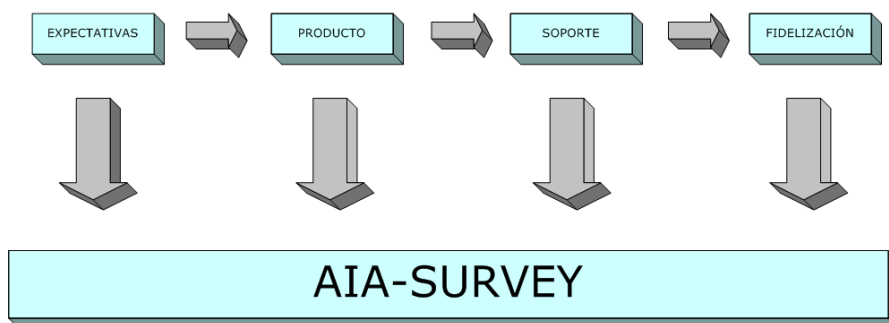 EXPECTATIVAS
PRODUCTO
SOPORTE
FIDELIZACIÓN
AIA-SURVEY